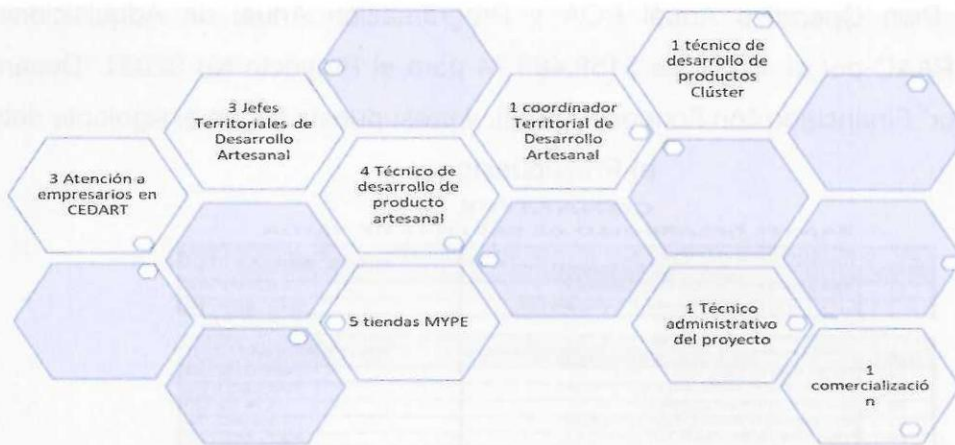 1 técnico de
desarrollo de
productos
Clúster
3 Jefes
Territoriales de
Desarrollo
Artesanal
1 coordinador
Territorial de
Desarrollo
Artesanal
3 Atención a
empresarios en
CEDART
4 Técnico de
desarrollo de
producto
artesanal
5 tiendas MYPE
1 Técnico
administrativo
del proyecto
1
comercializació
n